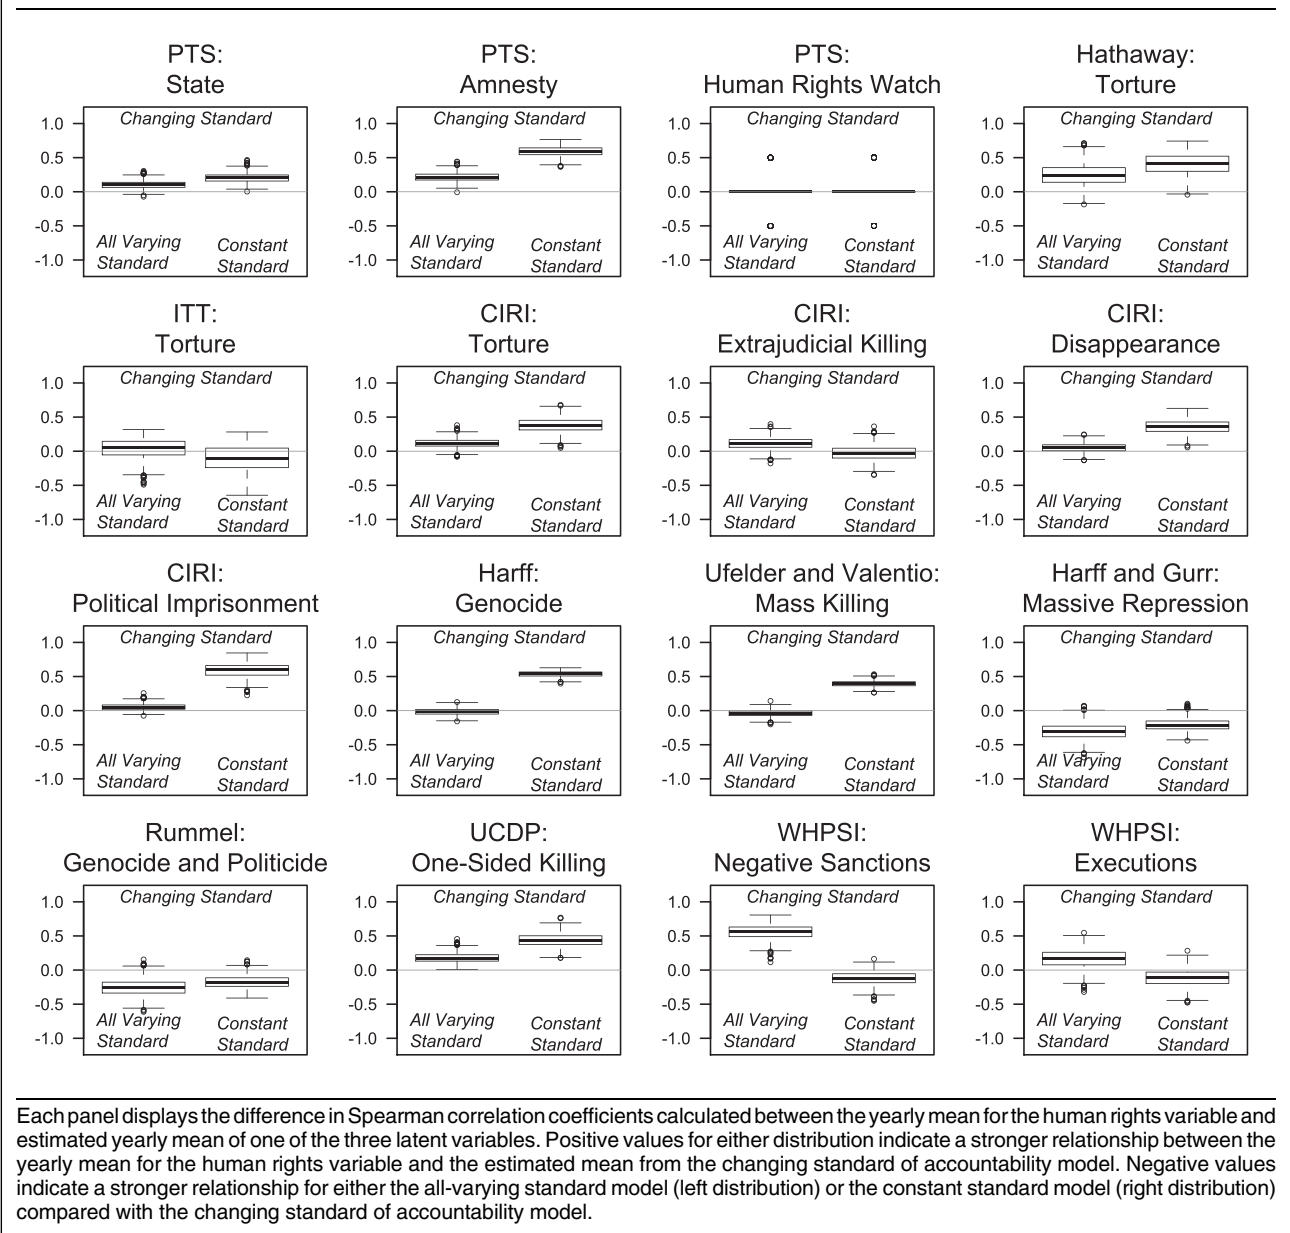 PTS:
State
Changing Standard
1.0
0.5
0.0
-0.5
-1.0
All Varying
Standard
Constant
Standard
PTS:
Amnesty
Changing Standard
1.0
0.5
0.0
-0.5
-1.0
All Varying
Standard
Constant
Standard
PTS:
Human Rights Watch
Changing Standard
1.0
0.5
0.0
-0.5
-1.0
All Varying
Standard
Constant
Standard
Hathaway:
Torture
Changing Standard
1.0
0.5
0.0
-0.5
-1.0
All Varying
Standard
Constant
Standard
ITT:
Torture
Changing Standard
1.0
0.5
0.0
-0.5
-1.0
All Varying
Standard
Constant
Standard
CIRI:
Torture
Changing Standard
1.0
0.5
0.0
-0.5
-1.0
All Varying
Standard
Constant
Standard
CIRI:
Extrajudicial Killing
Changing Standard
1.0
0.5
0.0
-0.5
-1.0
All Varying
Standard
Constant
Standard
CIRI:
Disappearance
Changing Standard
1.0
0.5
0.0
-0.5
-1.0
All Varying
Standard
Constant
Standard
CIRI:
Political Imprisonment
Changing Standard
1.0
0.5
0.0
-0.5
-1.0
All Varying
Standard
Constant
Standard
Harff:
Genocide
Changing Standard
1.0
0.5
0.0
-0.5
-1.0
All Varying
Standard
Constant
Standard
Ufelder and Valentio:
Mass Killing
Changing Standard
1.0
0.5
0.0
-0.5
-1.0
All Varying
Standard
Constant
Standard
Harff and Gurr:
Massive Repression
Changing Standard
1.0
0.5
0.0
-0.5
-1.0
All Varying
Standard
Constant
Standard
Rummel:
Genocide and Politicide
Changing Standard
1.0
0.5
0.0
-0.5
-1.0
All Varying
Standard
Constant
Standard
UCDP:
One-Sided Killing
Changing Standard
1.0
0.5
0.0
-0.5
-1.0
All Varying
Standard
Constant
Standard
WHPSI:
Negative Sanctions
Changing Standard
1.0
0.5
0.0
-0.5
-1.0
All Varying
Standard
Constant
Standard
WHPSI:
Executions
Changing Standard
1.0
0.5
0.0
-0.5
-1.0
All Varying
Standard
Constant
Standard
Each panel displays the difference in Spearman correlation coefficients calculated between the yearly mean for the human rights variable and
estimated yearly mean of one of the three latent variables. Positive values for either distribution indicate a stronger relationship between the
yearly mean for the human rights variable and the estimated mean from the changing standard of accountability model. Negative values
indicate a stronger relationship for either the all-varying standard model (left distribution) or the constant standard model (right distribution)
compared with the changing standard of accountability model.